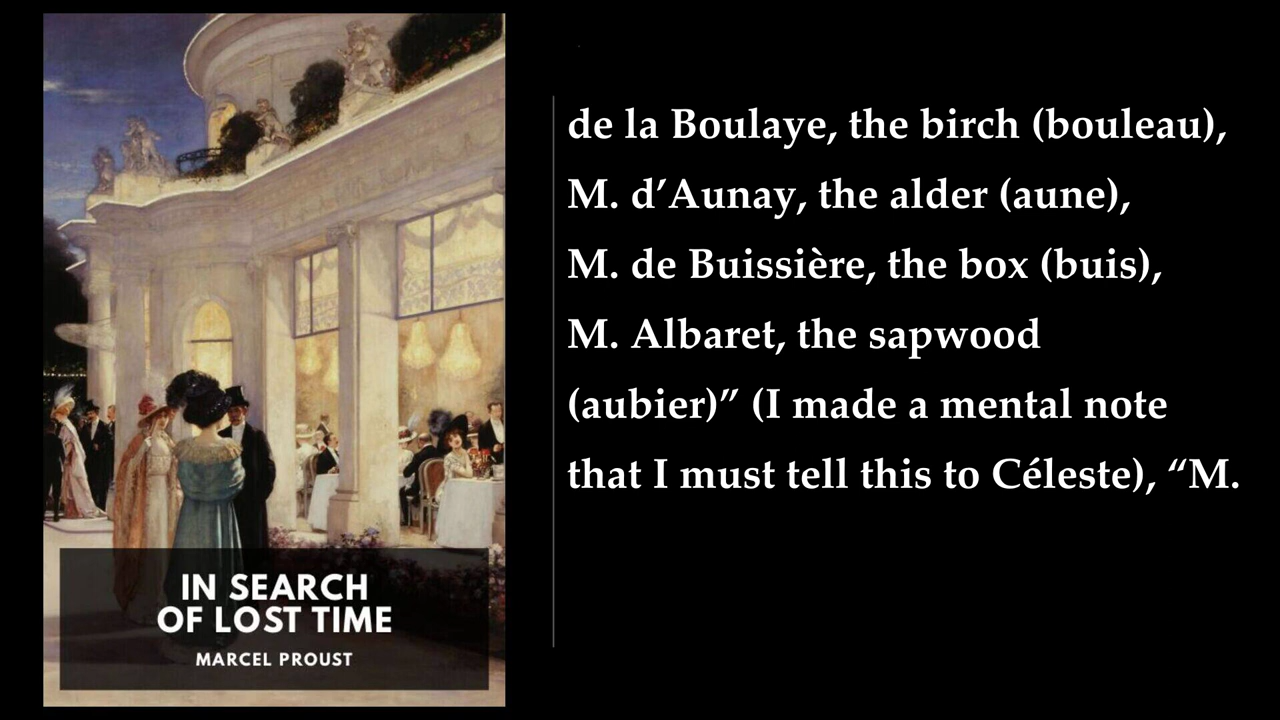 IN SEARCH
OF LOST TIME
MARCEL PROUST
de la Boulaye, the birch (bouleau),
M. d’Aunay, the alder (aune),
M. de Buissière, the box (buis),
M. Albaret, the sapwood
(aubier)” (I made a mental note
that I must tell this to Céleste), “M.